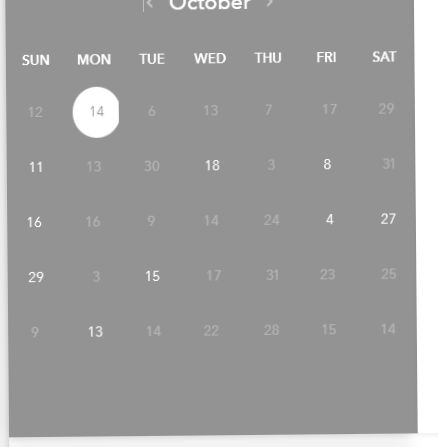 ‹ October ›
SUN MON TUE WED THU FRI SAT
12 14 6 13 7 17 29
11 13 30 18 3 8 31
16 16 9 14 24 4 27
29 3 15 17 31 23 25
9 13 14 22 28 15 14